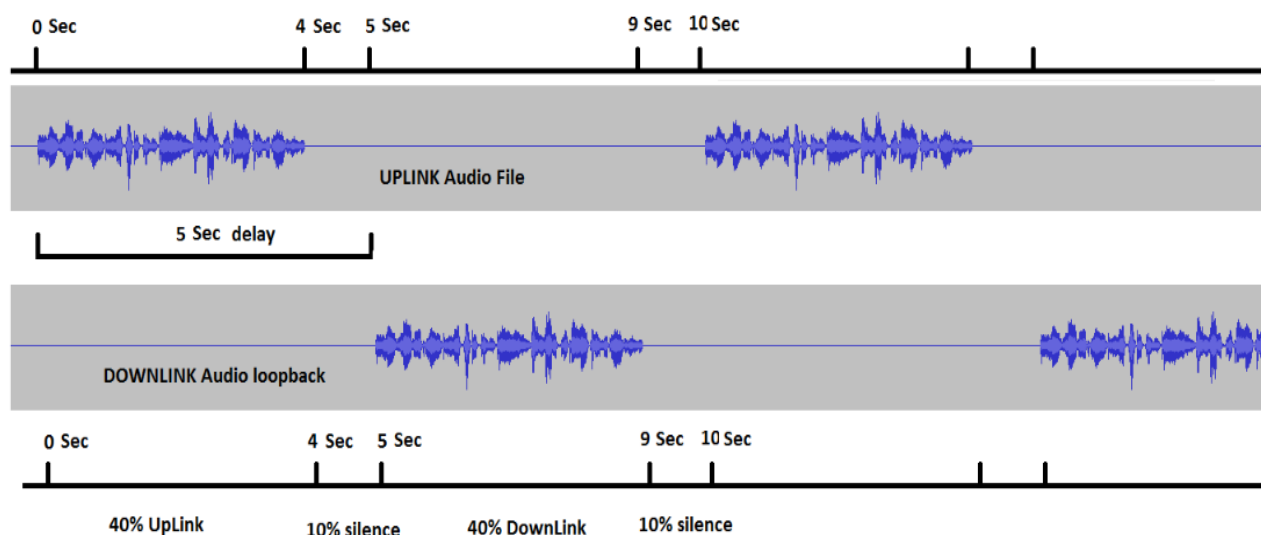 0 Sec 4 Sec 5 Sec 9 Sec 10 Sec
UPLINK Audio File
5 Sec delay
DOWNLINK Audio loopback
0 Sec 4 Sec 5 Sec 9 Sec 10 Sec
40% UpLink 10% silence 40% DownLink 10% silence